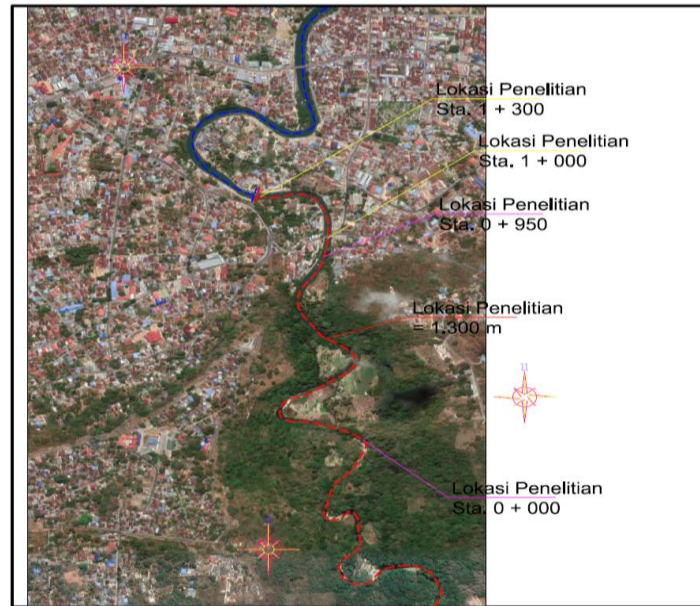 Lokasi Penelitian
Sta. 1 + 300
Lokasi Penelitian
Sta. 1 + 000
Lokasi Penelitian
Sta. 0 + 950
Lokasi Penelitian
= 1.300 m
Lokasi Penelitian
Sta. 0 + 000